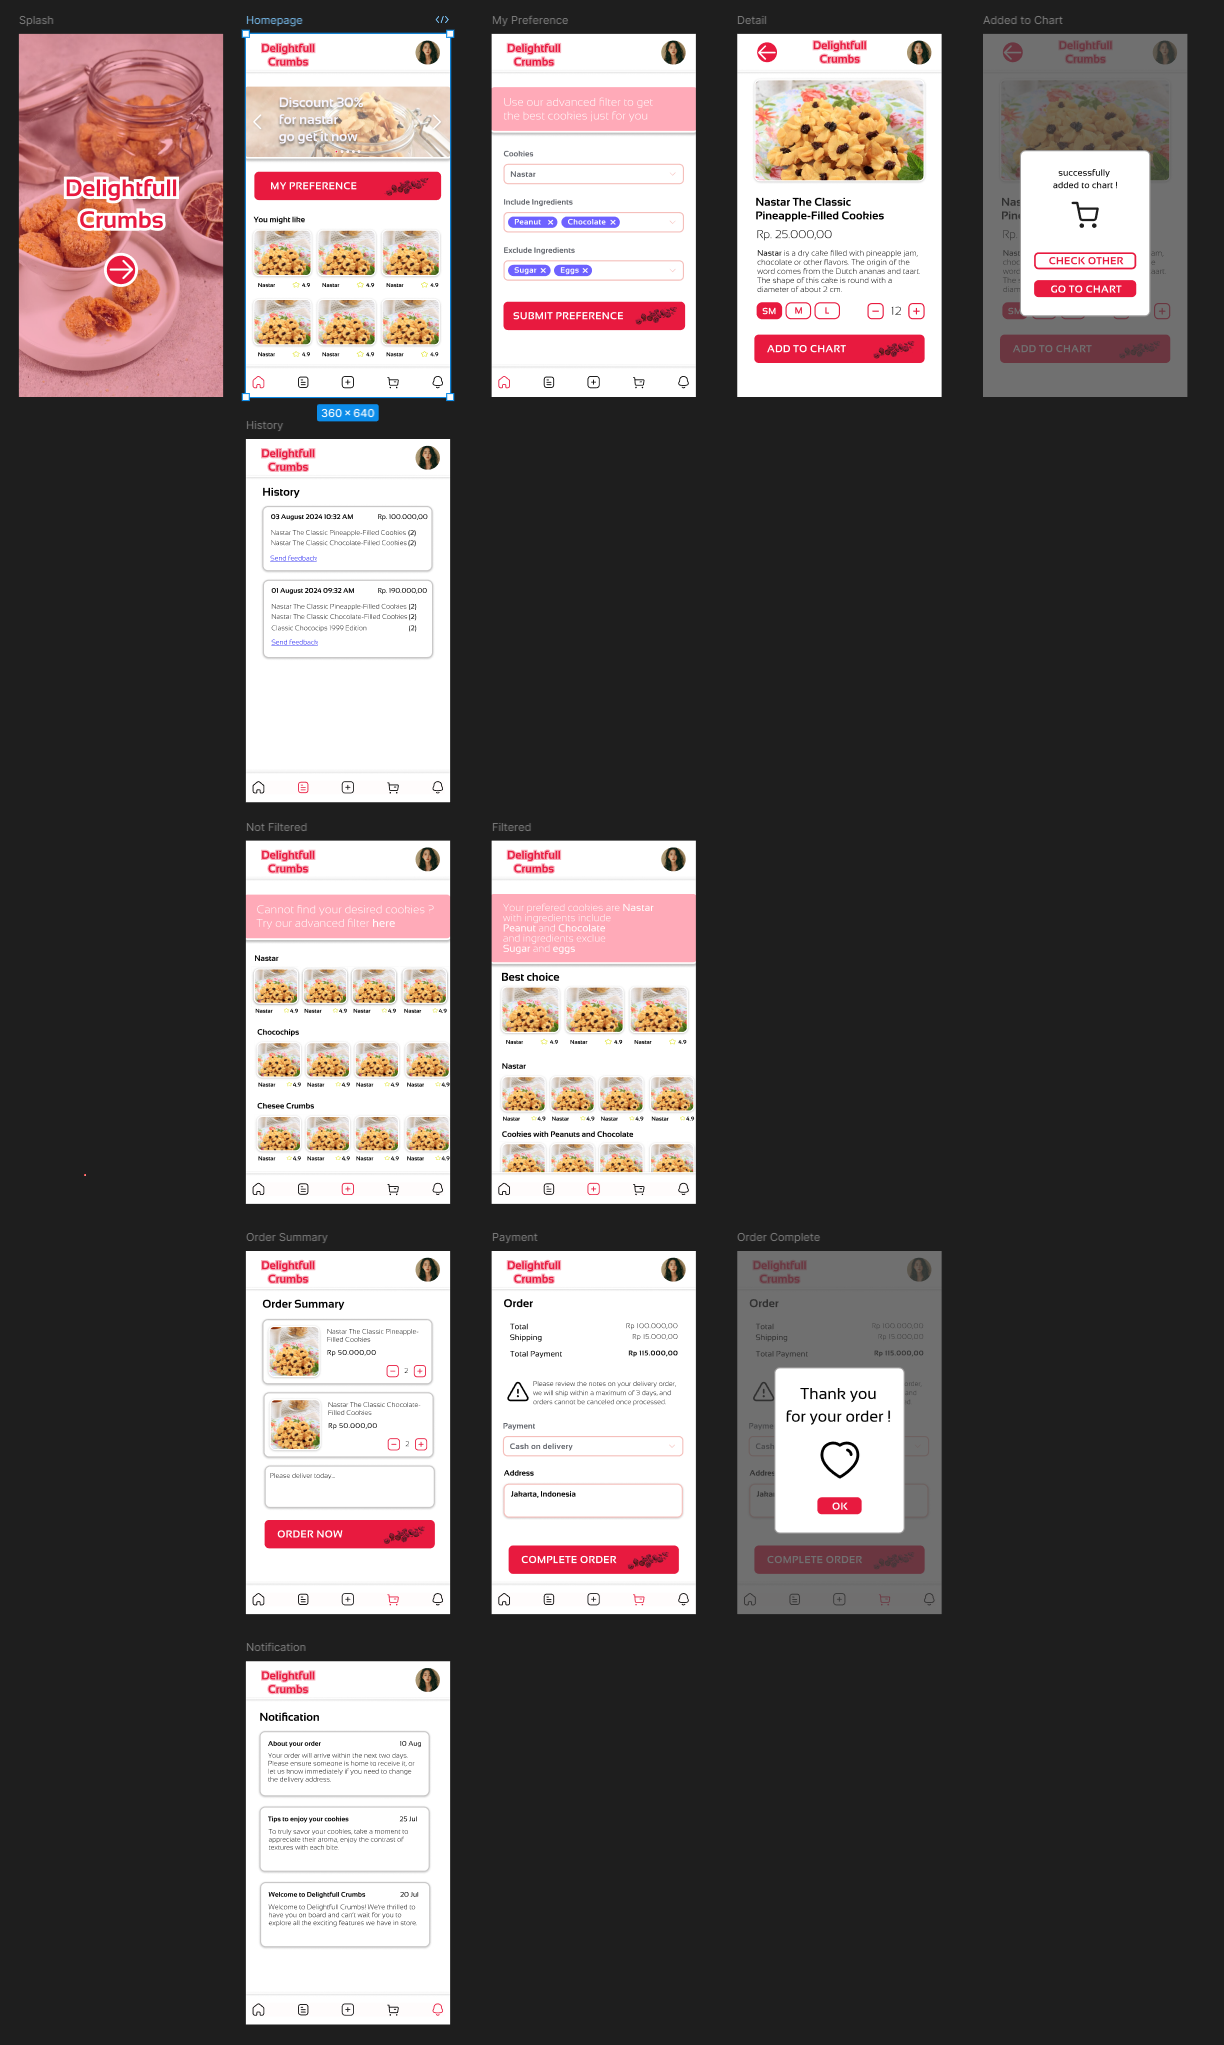 Splash
Delightfull
Crumbs
Homepage
Delightfull
Crumbs
Discount 30%
for nastar
go get it now
MY PREFERENCE
You might like
Nastar 4.9 Nastar 4.9 Nastar 4.9
Nastar 4.9 Nastar 4.9 Nastar 4.9
360 × 640
My Preference
Delightfull
Crumbs
Use our advanced filter to get
the best cookies just for you
Cookies
Nastar
Include Ingredients
Peanut × Chocolate ×
Exclude Ingredients
Sugar × Eggs ×
SUBMIT PREFERENCE
Detail
Delightfull
Crumbs
Nastar The Classic
Pineapple-Filled Cookies
Rp. 25.000,00
Nastar is a dry cake filled with pineapple jam,
chocolate or other flavors. The origin of the
word comes from the Dutch ananas and taart.
The shape of this cake is round with a
diameter of about 2 cm.
SM M L 12
ADD TO CHART
Added to Chart
Delightfull
Crumbs
successfully
added to chart !
CHECK OTHER
GO TO CHART
ADD TO CHART
History
Delightfull
Crumbs
History
03 August 2024 10:32 AM Rp. 100.000,00
Nastar The Classic Pineapple-Filled Cookies (2)
Nastar The Classic Chocolate-Filled Cookies (2)
Send feedback
01 August 2024 09:32 AM Rp. 190.000,00
Nastar The Classic Pineapple-Filled Cookies (2)
Nastar The Classic Chocolate-Filled Cookies (2)
Classic Chococips 1999 Edition (2)
Send feedback
Not Filtered
Delightfull
Crumbs
Cannot find your desired cookies ?
Try our advanced filter here
Nastar
Nastar 4.9 Nastar 4.9 Nastar 4.9 Nastar 4.9
Chocochips
Nastar 4.9 Nastar 4.9 Nastar 4.9 Nastar 4.9
Chesee Crumbs
Nastar 4.9 Nastar 4.9 Nastar 4.9 Nastar 4.9
Filtered
Delightfull
Crumbs
Your prefered cookies are Nastar
with ingredients include
Peanut and Chocolate
and ingredients exclue
Sugar and eggs
Best choice
Nastar 4.9 Nastar 4.9 Nastar 4.9
Nastar
Nastar 4.9 Nastar 4.9 Nastar 4.9 Nastar 4.9
Cookies with Peanuts and Chocolate
Order Summary
Delightfull
Crumbs
Order Summary
Nastar The Classic Pineapple-
Filled Cookies
Rp 50.000,00
2
Nastar The Classic Chocolate-
Filled Cookies
Rp 50.000,00
2
Please deliver today...
ORDER NOW
Payment
Delightfull
Crumbs
Order
Total Rp 100.000,00
Shipping Rp 15.000,00
Total Payment Rp 115.000,00
Please review the notes on your delivery order,
we will ship within a maximum of 3 days, and
orders cannot be canceled once processed.
Payment
Cash on delivery
Address
Jakarta, Indonesia
COMPLETE ORDER
Order Complete
Delightfull
Crumbs
Order
Total Rp 100.000,00
Shipping Rp 15.000,00
Total Payment Rp 115.000,00
Thank you
for your order !
OK
COMPLETE ORDER
Notification
Delightfull
Crumbs
Notification
About your order 10 Aug
Your order will arrive within the next two days.
Please ensure someone is home to receive it, or
let us know immediately if you need to change
the delivery address.
Tips to enjoy your cookies 25 Jul
To truly savor your cookies, take a moment to
appreciate their aroma, enjoy the contrast of
textures with each bite.
Welcome to Delightfull Crumbs 20 Jul
Welcome to Delightfull Crumbs! We're thrilled to
have you on board and can't wait for you to
explore all the exciting features we have in store.